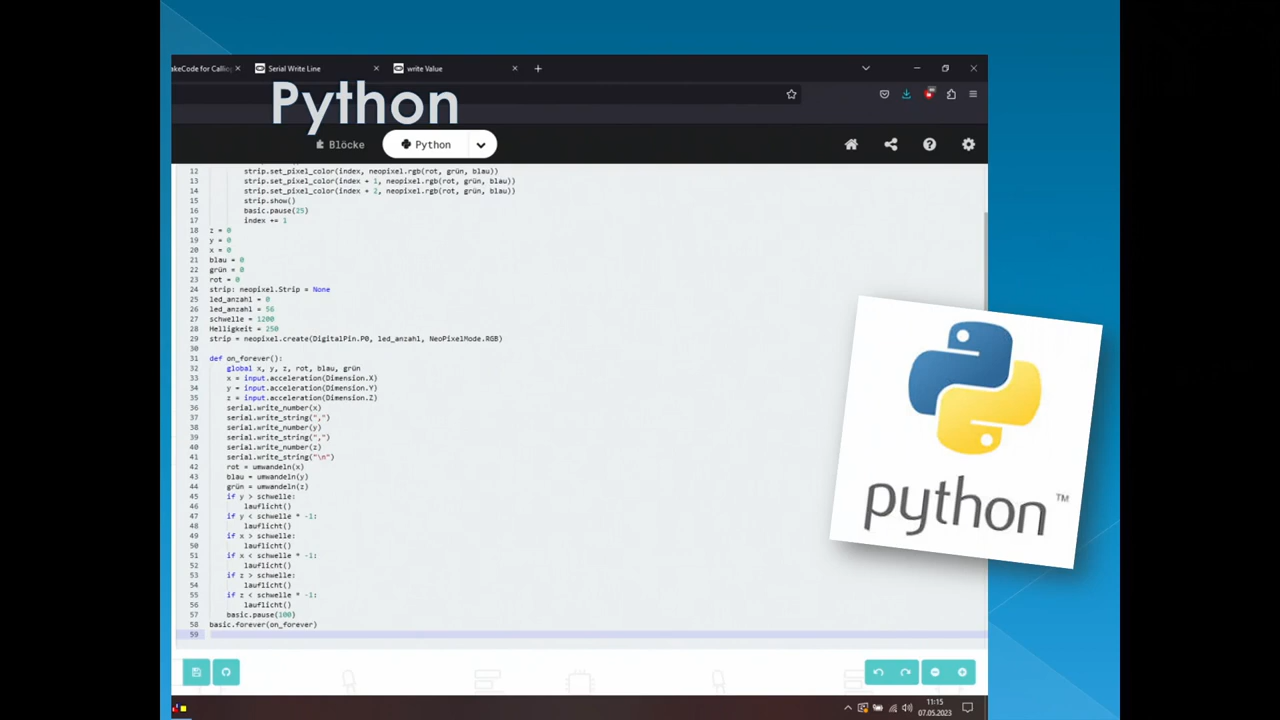 akeCode for Calliop
Serial Write Line
write Value
Python
Blöcke
Python
12 strip.set_pixel_color(index, neopixel.rgb(rot, grün, blau))
13 strip.set_pixel_color(index + 1, neopixel.rgb(rot, grün, blau))
14 strip.set_pixel_color(index + 2, neopixel.rgb(rot, grün, blau))
15 strip.show()
16 basic.pause(25)
17 index += 1
18 z = 0
19 y = 0
20 x = 0
21 blau = 0
22 grün = 0
23 rot = 0
24 strip: neopixel.Strip = None
25 led_anzahl = 0
26 led_anzahl = 56
27 schwelle = 1200
28 Helligkeit = 250
29 strip = neopixel.create(DigitalPin.P0, led_anzahl, NeoPixelMode.RGB)
30
31 def on_forever():
32 global x, y, z, rot, blau, grün
33 x = input.acceleration(Dimension.X)
34 y = input.acceleration(Dimension.Y)
35 z = input.acceleration(Dimension.Z)
36 serial.write_number(x)
37 serial.write_string(",")
38 serial.write_number(y)
39 serial.write_string(",")
40 serial.write_number(z)
41 serial.write_string("\n")
42 rot = umwandeln(x)
43 blau = umwandeln(y)
44 grün = umwandeln(z)
45 if y > schwelle:
46 lauflicht()
47 if y < schwelle * -1:
48 lauflicht()
49 if x > schwelle:
50 lauflicht()
51 if x < schwelle * -1:
52 lauflicht()
53 if z > schwelle:
54 lauflicht()
55 if z < schwelle * -1:
56 lauflicht()
57 basic.pause(100)
58 basic.forever(on_forever)
59
python™
11:15
07.05.2023